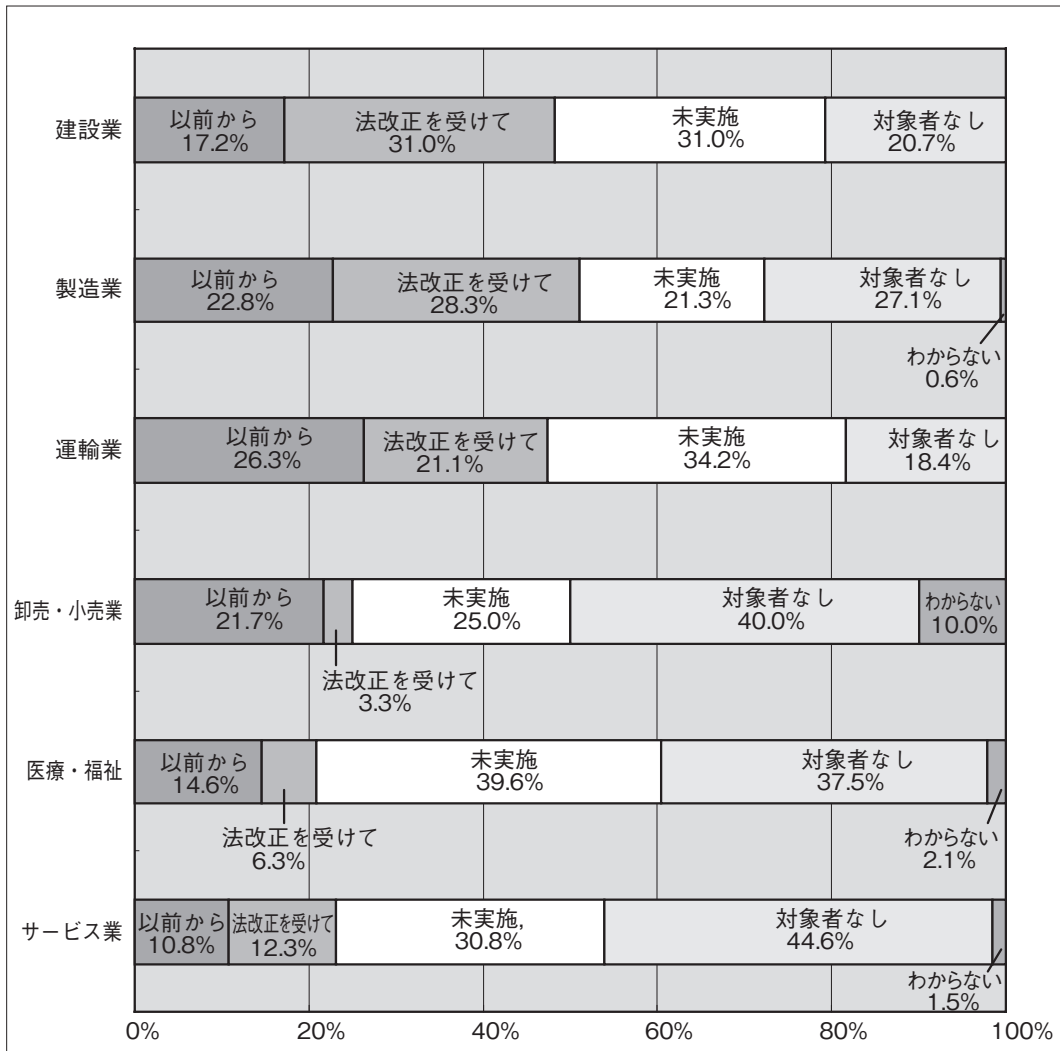 建設業
以前から
17.2%
法改正を受けて
31.0%
未実施
31.0%
対象者なし
20.7%
製造業
以前から
22.8%
法改正を受けて
28.3%
未実施
21.3%
対象者なし
27.1%
わからない
0.6%
運輸業
以前から
26.3%
法改正を受けて
21.1%
未実施
34.2%
対象者なし
18.4%
卸売・小売業
以前から
21.7%
法改正を受けて
3.3%
未実施
25.0%
対象者なし
40.0%
わからない
10.0%
医療・福祉
以前から
14.6%
法改正を受けて
6.3%
未実施
39.6%
対象者なし
37.5%
わからない
2.1%
サービス業
以前から
10.8%
法改正を受けて
12.3%
未実施,
30.8%
対象者なし
44.6%
わからない
1.5%
0% 20% 40% 60% 80% 100%